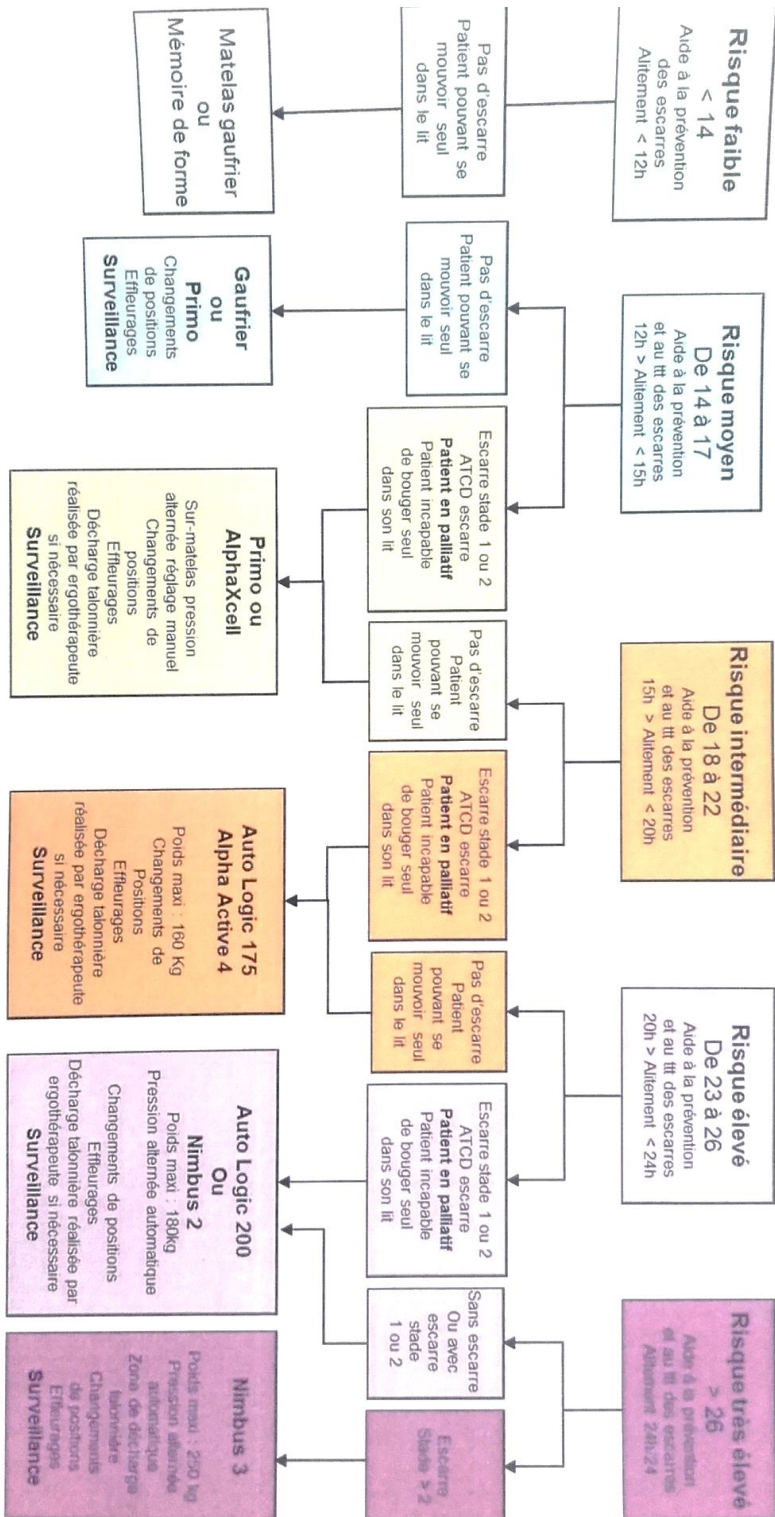 Risque faible
< 14
Aide à la prévention
des escarres
Alitement < 12h
Risque moyen
De 14 à 17
Aide à la prévention
et au ttt des escarres
12h > Alitement < 15h
Risque intermédiaire
De 18 à 22
Aide à la prévention
et au ttt des escarres
15h > Alitement < 20h
Risque élevé
De 23 à 26
Aide à la prévention
et au ttt des escarres
20h > Alitement < 24h
Risque très élevé
> 26
Aide à la prévention
et au ttt des escarres
Alitement 24h/24
Pas d'escarre
Patient pouvant se
mouvoir seul
dans le lit
Pas d'escarre
Patient pouvant se
mouvoir seul
dans le lit
Escarre stade 1 ou 2
ATCD escarre
Patient en palliatif
Patient incapable
de bouger seul
dans son lit
Pas d'escarre
Patient
pouvant se
mouvoir seul
dans le lit
Escarre stade 1 ou 2
ATCD escarre
Patient en palliatif
Patient incapable
de bouger seul
dans son lit
Pas d'escarre
Patient
pouvant se
mouvoir seul
dans le lit
Escarre stade 1 ou 2
ATCD escarre
Patient en palliatif
Patient incapable
de bouger seul
dans son lit
Sans escarre
Ou avec
escarre
stade
1 ou 2
Escarre
Stade > 2
Matelas gaufrier
ou
Mémoire de forme
Gaufrier
ou
Primo
Changements
de positions
Effleurages
Surveillance
Primo ou
AlphaXcell
Sur-matelas pression
alternée réglage manuel
Changements de
positions
Effleurages
Décharge talonnière
réalisée par ergothérapeute
si nécessaire
Surveillance
Auto Logic 175
Alpha Active 4
Poids maxi : 160 Kg
Changements de
Positions
Effleurages
Décharge talonnière
réalisée par ergothérapeute
si nécessaire
Surveillance
Auto Logic 200
Ou
Nimbus 2
Poids maxi : 180kg
Pression alternée automatique
Changements de positions
Effleurages
Décharge talonnière réalisée par
ergothérapeute si nécessaire
Surveillance
Nimbus 3
Poids maxi : 250 kg
Pression alternée
automatique
Zone de décharge
talonnière
Changements
de positions
Effleurages
Surveillance